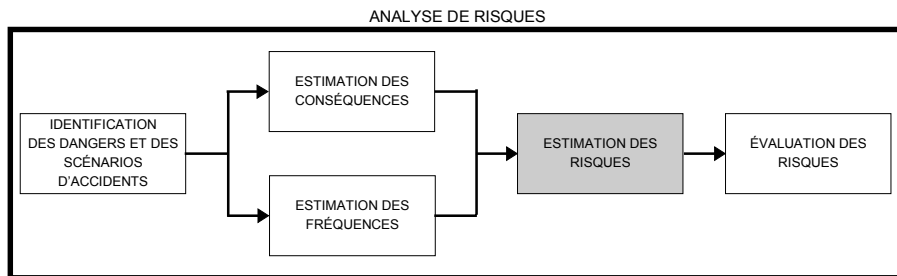 ANALYSE DE RISQUES
IDENTIFICATION
DES DANGERS ET DES
SCÉNARIOS
D'ACCIDENTS
ESTIMATION DES
CONSÉQUENCES
ESTIMATION DES
FRÉQUENCES
ESTIMATION DES
RISQUES
ÉVALUATION DES
RISQUES